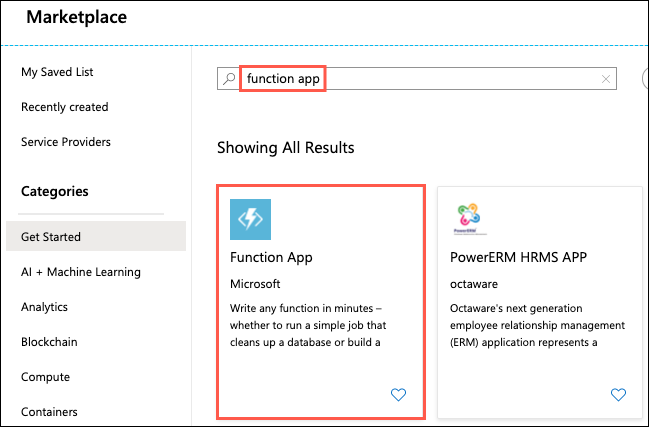 Marketplace
My Saved List
Recently created
Service Providers
Categories
Get Started
AI + Machine Learning
Analytics
Blockchain
Compute
Containers
function app
Showing All Results
Function App
Microsoft
Write any function in minutes –
whether to run a simple job that
cleans up a database or build a
PowerERM
PowerERM HRMS APP
octaware
Octaware's next generation
employee relationship management
(ERM) application represents a